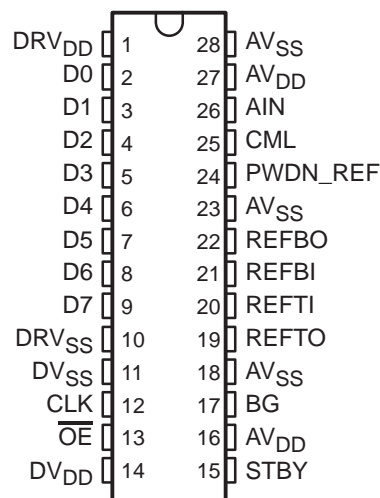 DRVDD 1 28 AVSS
D0 2 27 AVDD
D1 3 26 AIN
D2 4 25 CML
D3 5 24 PWDN_REF
D4 6 23 AVSS
D5 7 22 REFBO
D6 8 21 REFBI
D7 9 20 REFTI
DRVSS 10 19 REFTO
DVSS 11 18 AVSS
CLK 12 17 BG
OE 13 16 AVDD
DVDD 14 15 STBY